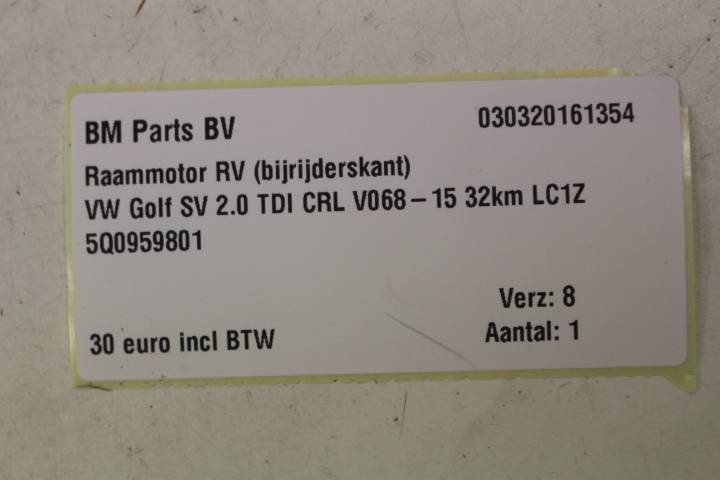 BM Parts BV 030320161354
Raammotor RV (bijrijderskant)
VW Golf SV 2.0 TDI CRL V068–15 32km LC1Z
5Q0959801
Verz: 8
30 euro incl BTW Aantal: 1